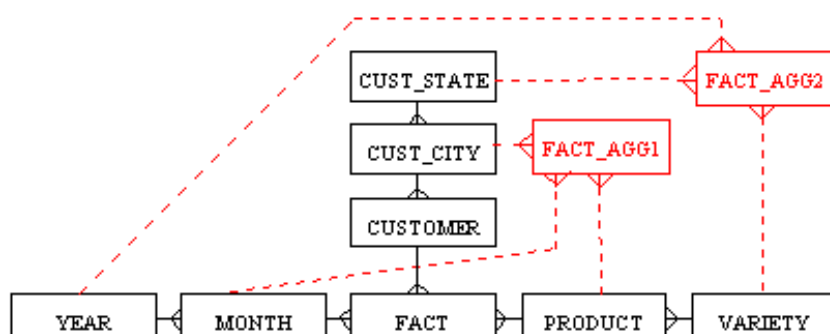 CUST_STATE
FACT_AGG2
CUST_CITY
FACT_AGG1
CUSTOMER
YEAR
MONTH
FACT
PRODUCT
VARIETY